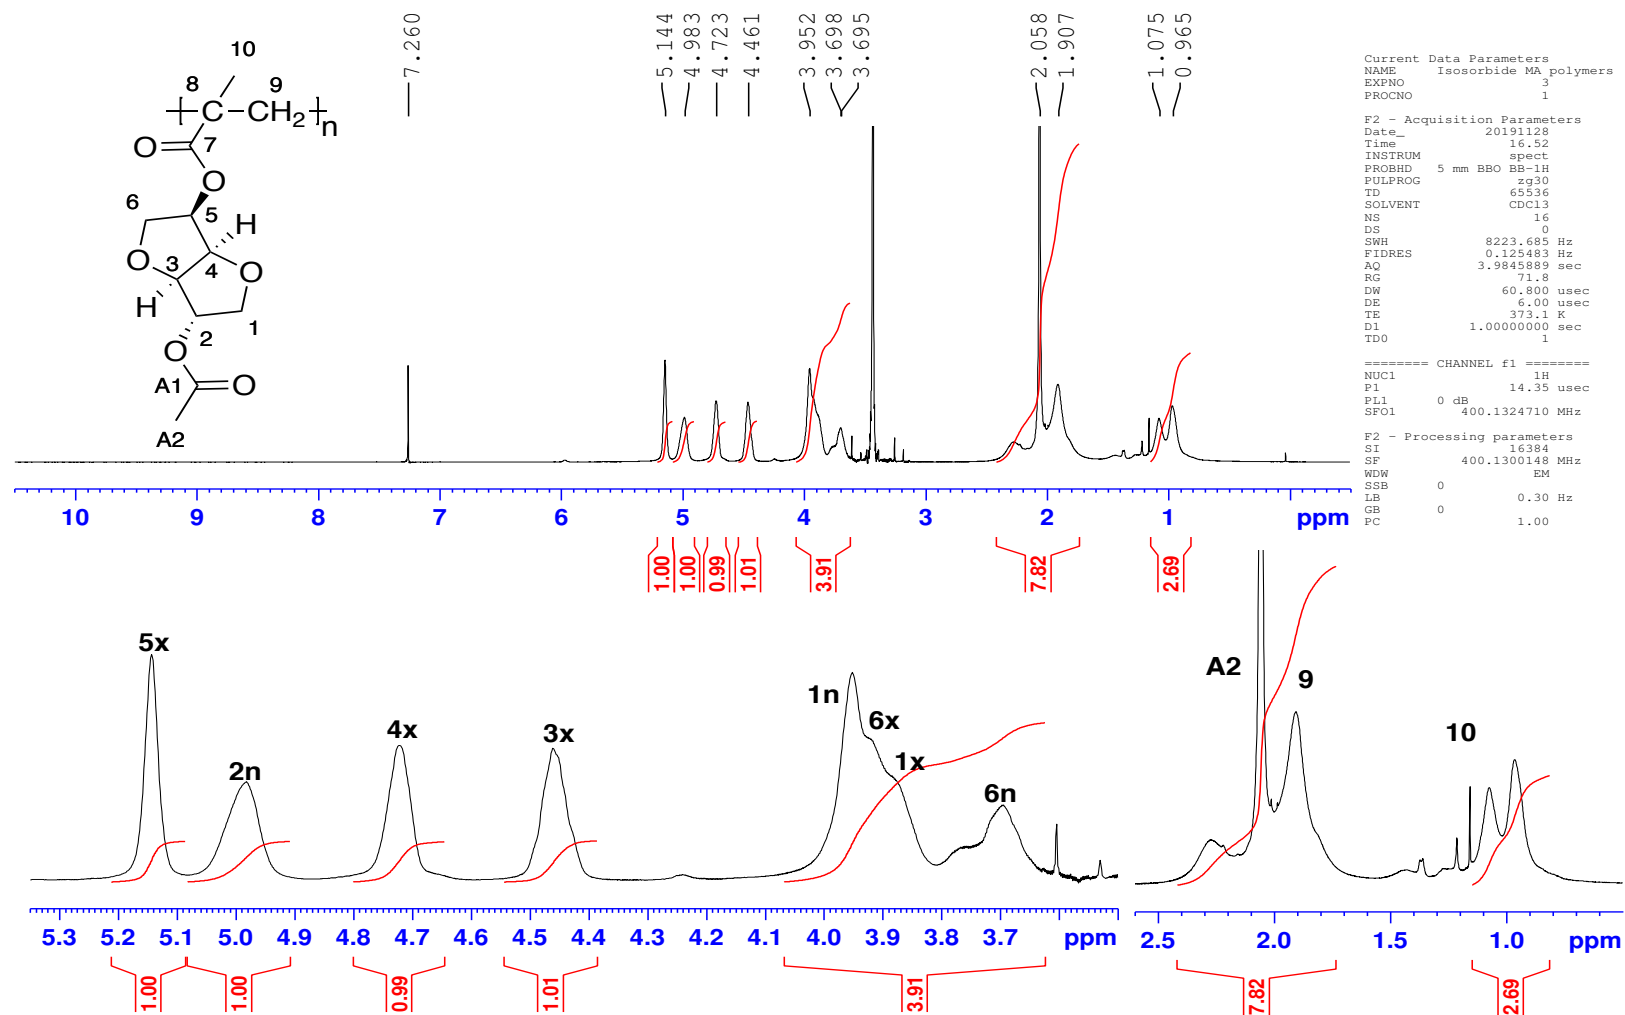 7.260
5.144
4.983
4.723
4.461
3.952
3.698
3.695
2.058
1.907
1.075
0.965
10
8
9
C
CH2
n
7
O
O
6
5
H
O
3
4
O
H
2
1
O
A1
O
A2
Current Data Parameters
NAME Isosorbide MA polymers
EXPNO 3
PROCNO 1
F2 - Acquisition Parameters
Date_ 20191128
Time 16.52
INSTRUM spect
PROBHD 5 mm BBO BB-1H
PULPROG zg30
TD 65536
SOLVENT CDCl3
NS 16
DS 0
SWH 8223.685 Hz
FIDRES 0.125483 Hz
AQ 3.9845889 sec
RG 71.8
DW 60.800 usec
DE 6.00 usec
TE 373.1 K
D1 1.00000000 sec
TD0 1
======== CHANNEL f1 ========
NUC1 1H
P1 14.35 usec
PL1 0 dB
SFO1 400.1324710 MHz
F2 - Processing parameters
SI 16384
SF 400.1300148 MHz
WDW EM
SSB 0
LB 0.30 Hz
GB 0
PC 1.00
10 9 8 7 6 5 4 3 2 1 ppm
1.00
1.00
0.99
1.01
3.91
7.82
2.69
5x
2n
4x
3x
1n
6x
1x
6n
A2
9
10
5.3 5.2 5.1 5.0 4.9 4.8 4.7 4.6 4.5 4.4 4.3 4.2 4.1 4.0 3.9 3.8 3.7 ppm
2.5 2.0 1.5 1.0 ppm
1.00
1.00
0.99
1.01
3.91
7.82
2.69